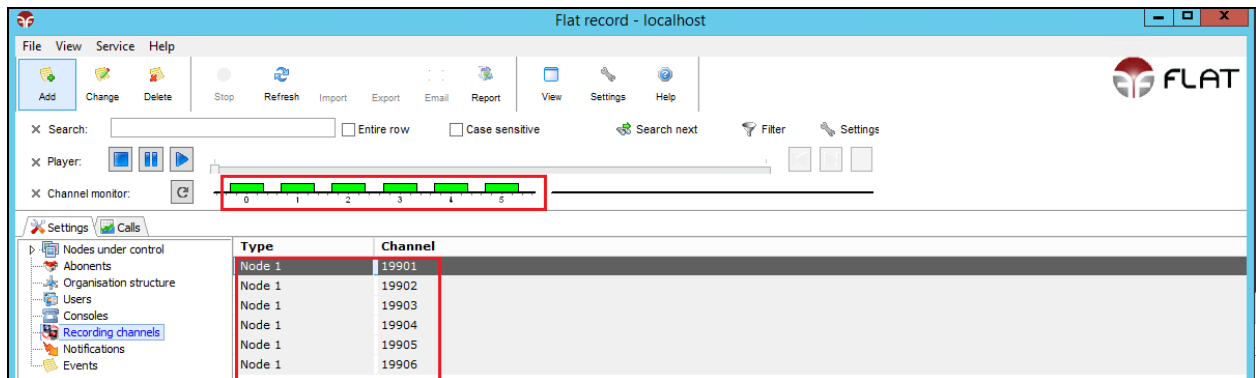 Flat record - localhost
File View Service Help
Add Change Delete Stop Refresh Import Export Email Report View Settings Help
FLAT
X Search: Entire row Case sensitive Search next Filter Settings
X Player:
X Channel monitor:
0 1 2 3 4 5
Settings Calls
Nodes under control
Abonents
Organisation structure
Users
Consoles
Recording channels
Notifications
Events
Type Channel
Node 1 19901
Node 1 19902
Node 1 19903
Node 1 19904
Node 1 19905
Node 1 19906